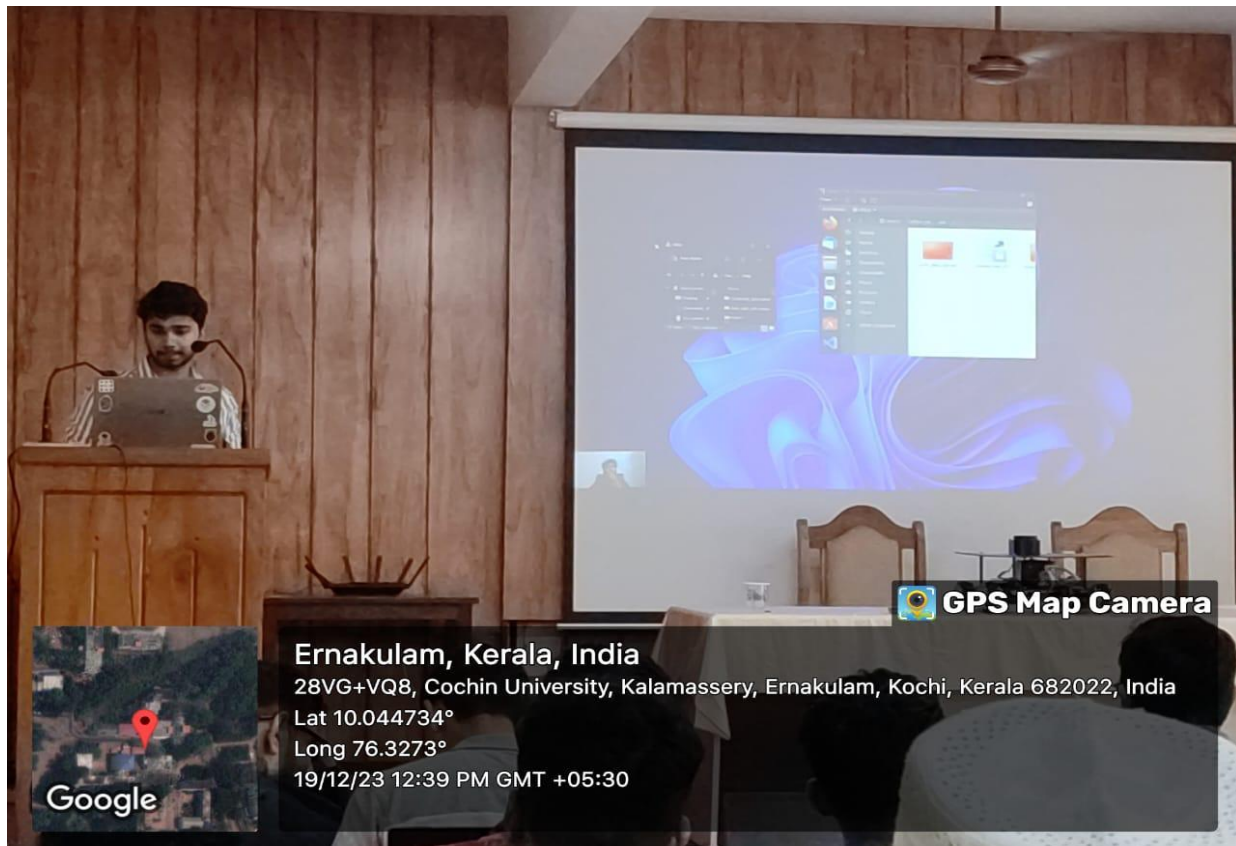 GPS Map Camera
Ernakulam, Kerala, India
28VG+VQ8, Cochin University, Kalamassery, Ernakulam, Kochi, Kerala 682022, India
Lat 10.044734°
Long 76.3273°
19/12/23 12:39 PM GMT +05:30
Google